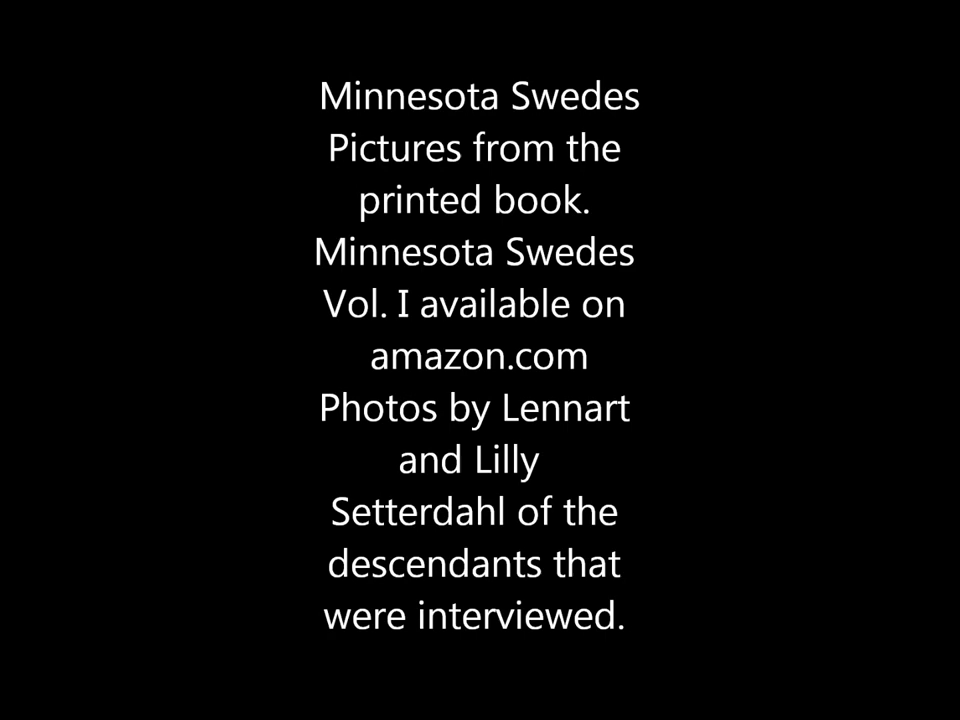 Minnesota Swedes
Pictures from the
printed book.
Minnesota Swedes
Vol. I available on
amazon.com
Photos by Lennart
and Lilly
Setterdahl of the
descendants that
were interviewed.